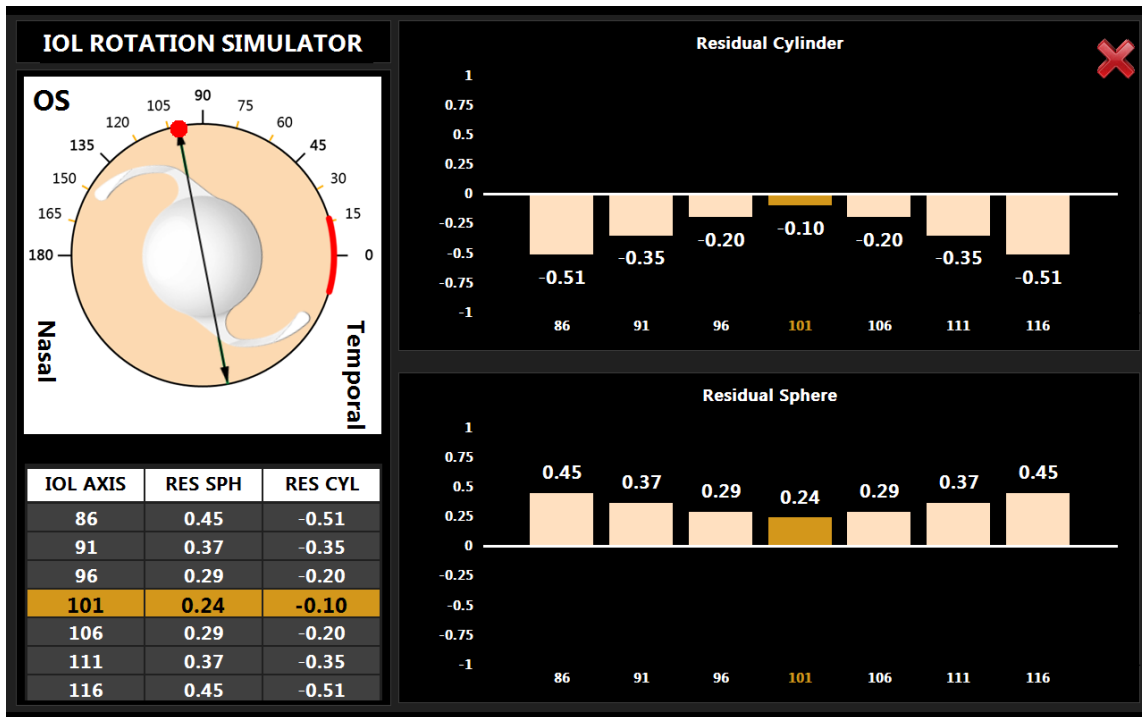 IOL ROTATION SIMULATOR
OS
90
105
75
120
60
135
45
150
30
165
15
180
0
Nasal
Temporal
IOL AXIS RES SPH RES CYL
86 0.45 -0.51
91 0.37 -0.35
96 0.29 -0.20
101 0.24 -0.10
106 0.29 -0.20
111 0.37 -0.35
116 0.45 -0.51
Residual Cylinder
1
0.75
0.5
0.25
0
-0.25
-0.5
-0.75
-1
-0.51 -0.35 -0.20 -0.10 -0.20 -0.35 -0.51
86 91 96 101 106 111 116
Residual Sphere
1
0.75
0.5
0.25
0
-0.25
-0.5
-0.75
-1
0.45 0.37 0.29 0.24 0.29 0.37 0.45
86 91 96 101 106 111 116